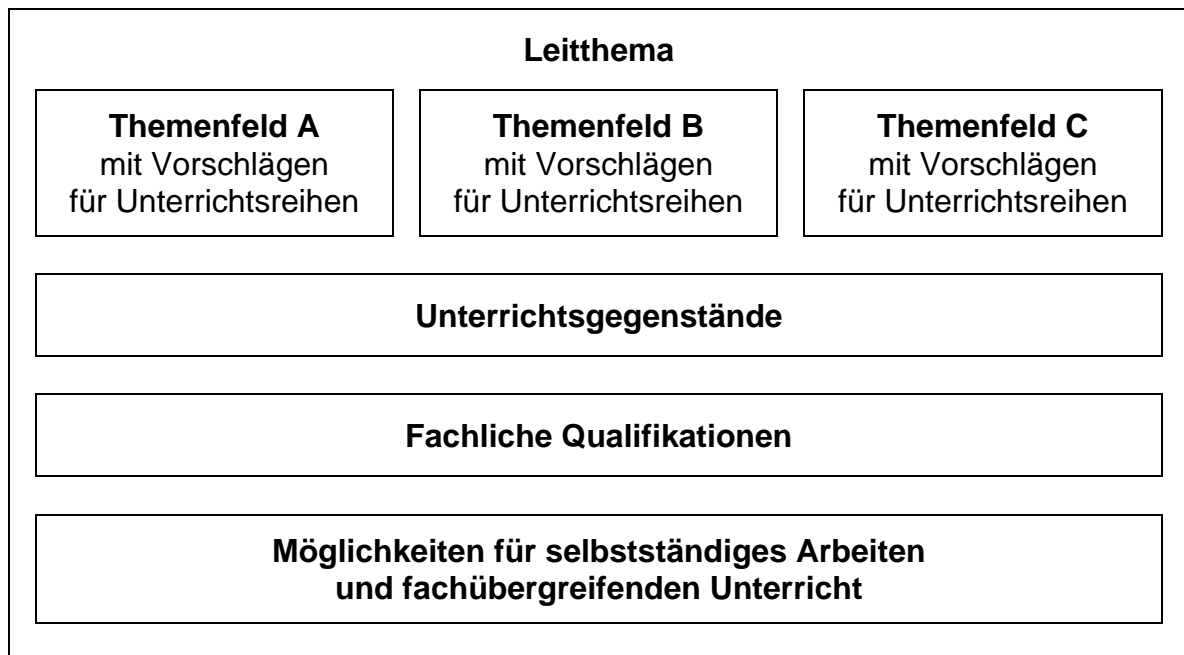 Leitthema
Themenfeld A
mit Vorschlägen
für Unterrichtsreihen
Themenfeld B
mit Vorschlägen
für Unterrichtsreihen
Themenfeld C
mit Vorschlägen
für Unterrichtsreihen
Unterrichtsgegenstände
Fachliche Qualifikationen
Möglichkeiten für selbstständiges Arbeiten
und fachübergreifenden Unterricht